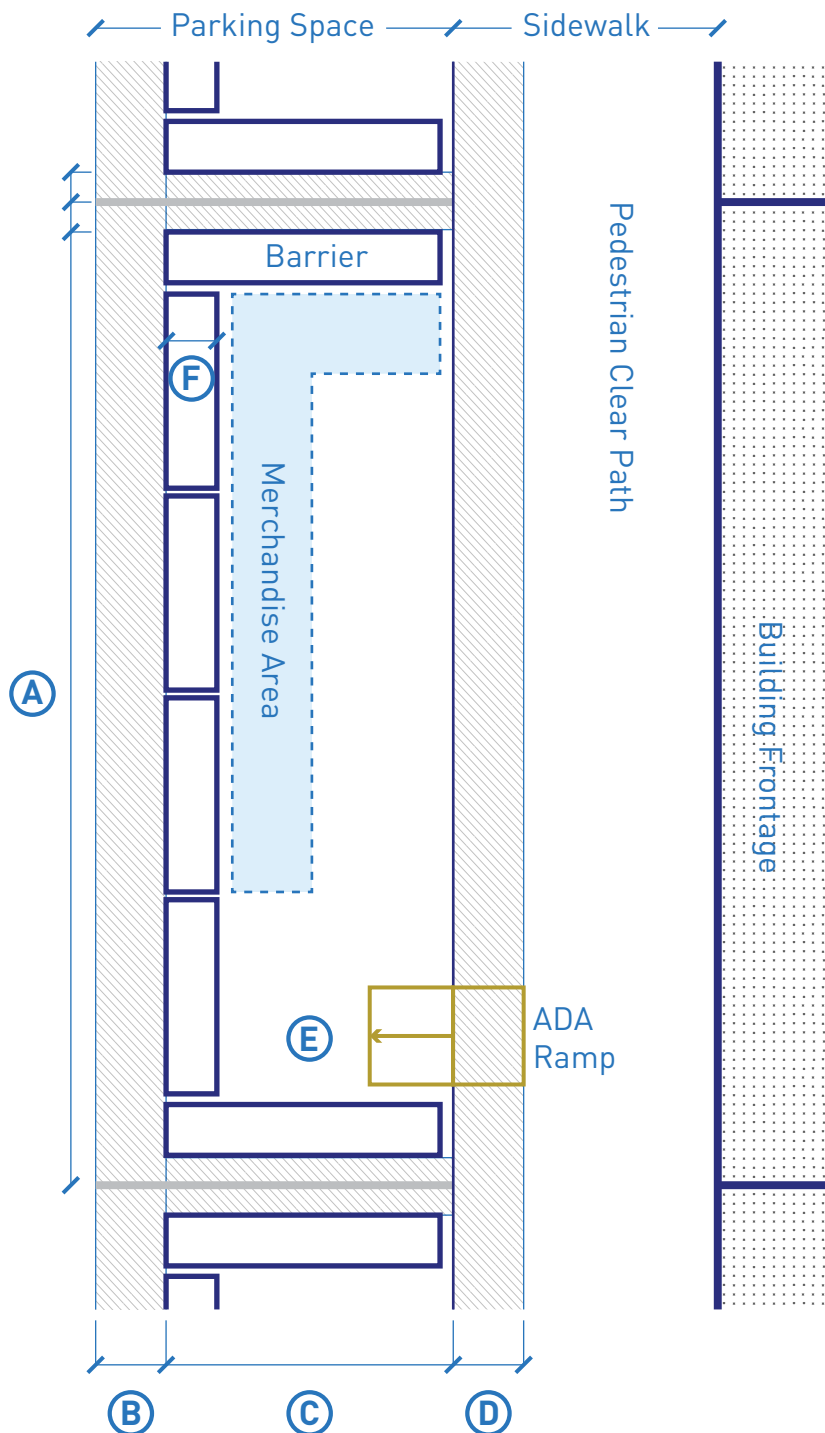 Parking Space
Sidewalk
Barrier
Pedestrian Clear Path
F
Merchandise Area
Building Frontage
A
E
ADA
Ramp
B
C
D